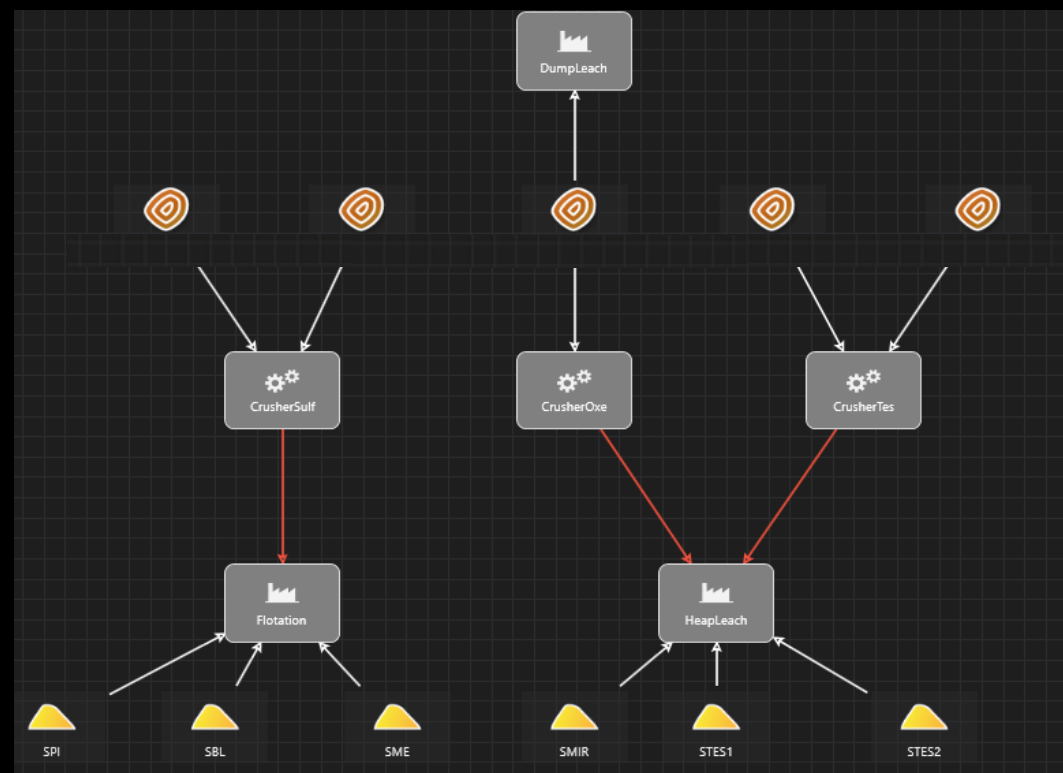 DumpLeach
CrusherSulf
CrusherOxe
CrusherTes
Flotation
HeapLeach
SPI
SBL
SME
SMIR
STES1
STES2